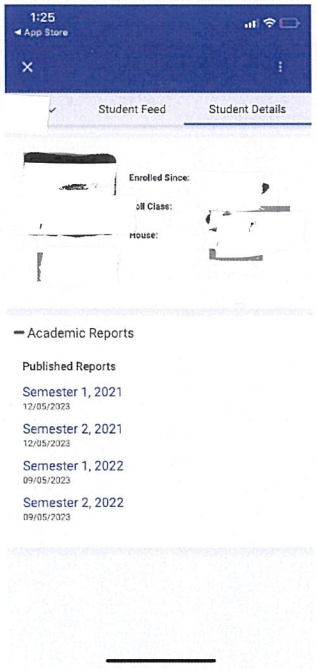 1:25
◄ App Store
Student Feed
Student Details
Enrolled Since:
oll Class:
House:
Academic Reports
Published Reports
Semester 1, 2021
12/05/2023
Semester 2, 2021
12/05/2023
Semester 1, 2022
09/05/2023
Semester 2, 2022
09/05/2023